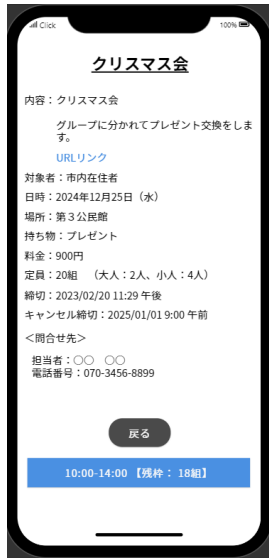 Click 100%
クリスマス会
内容：クリスマス会
グループに分かれてプレゼント交換をしま
す。
URLリンク
対象者：市内在住者
日時：2024年12月25日（水）
場所：第３公民館
持ち物：プレゼント
料金：900円
定員：20組　（大人：2人、小人：4人）
締切：2023/02/20 11:29 午後
キャンセル締切：2025/01/01 9:00 午前
＜問合せ先＞
担当者：〇〇　〇〇
電話番号：070-3456-8899
戻る
10:00-14:00 【残枠： 18組】